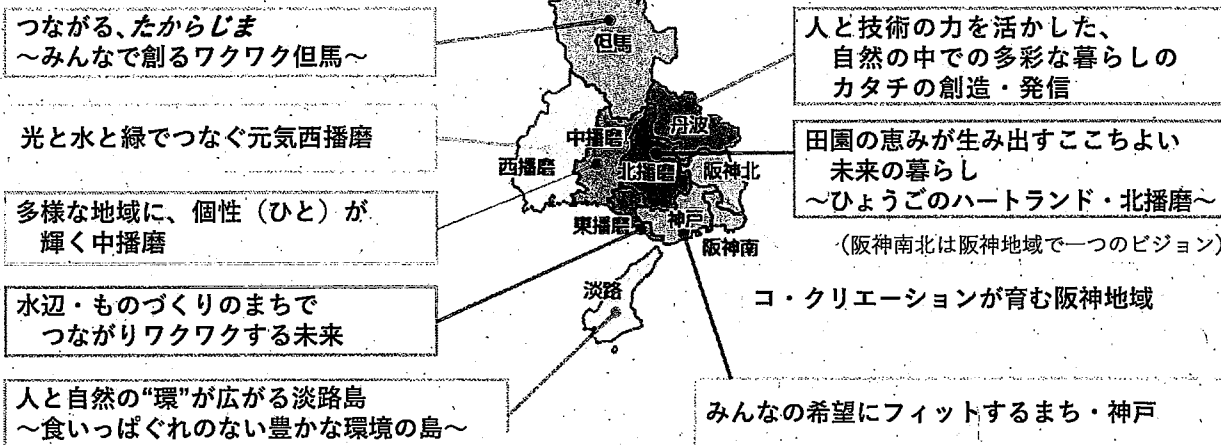 つながる、たからじま
～みんなで創るワクワク但馬～
光と水と緑でつなぐ元気西播磨
多様な地域に、個性（ひと）が
輝く中播磨
水辺・ものづくりのまちで
つながりワクワクする未来
人と自然の“環”が広がる淡路島
～食いっぱぐれのない豊かな環境の島～
但馬
丹波
中播磨
西播磨
北播磨
阪神北
東播磨
神戸
阪神南
淡路
人と技術の力を活かした、
自然の中での多彩な暮らしの
カタチの創造・発信
田園の恵みが生み出すここちよい
未来の暮らし
～ひょうごのハートランド・北播磨～
（阪神南北は阪神地域で一つのビジョン）
コ・クリエーションが育む阪神地域
みんなの希望にフィットするまち・神戸